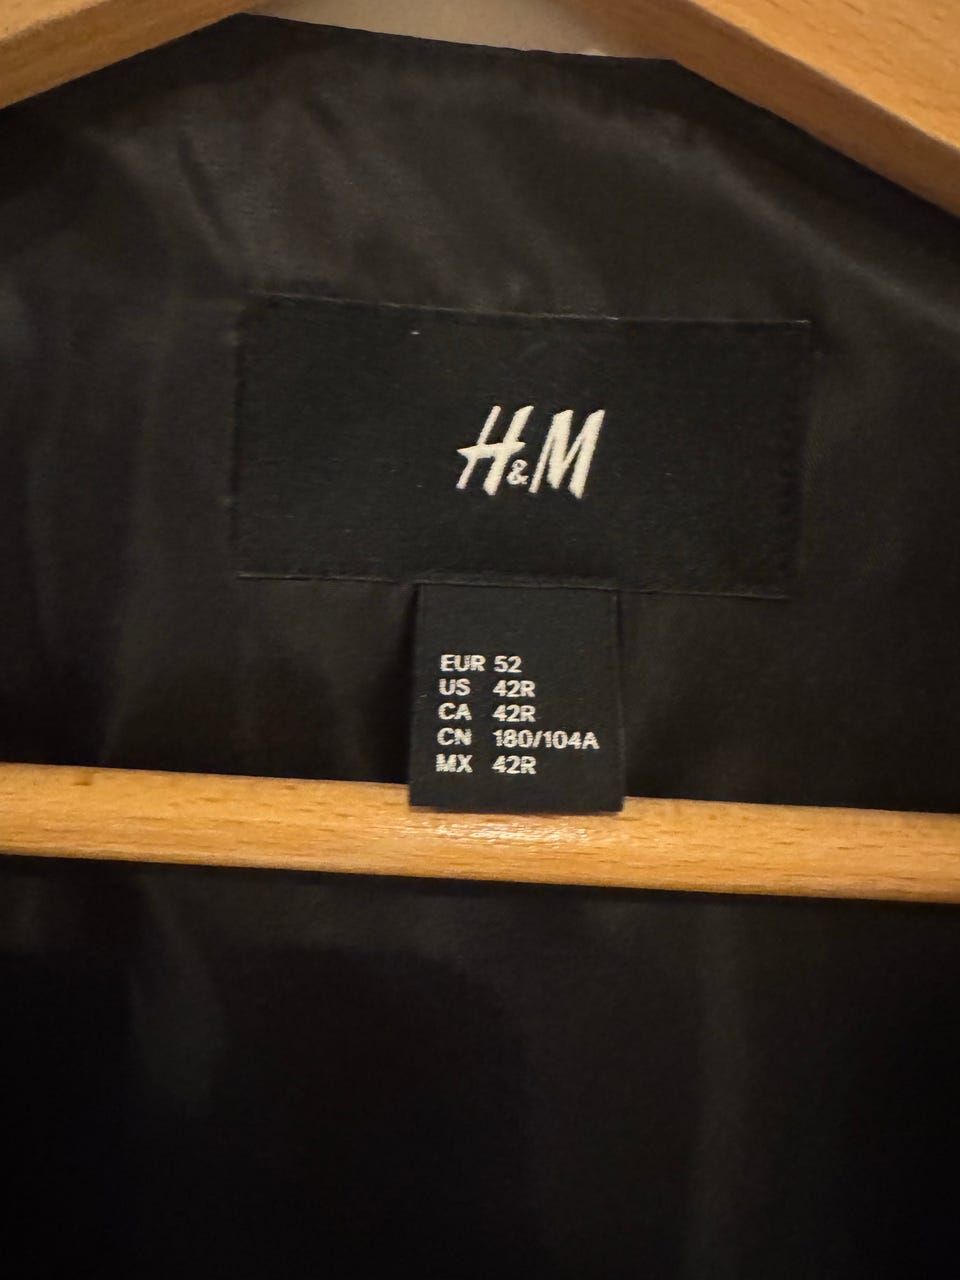 H&M
EUR 52
US 42R
CA 42R
CN 180/104A
MX 42R